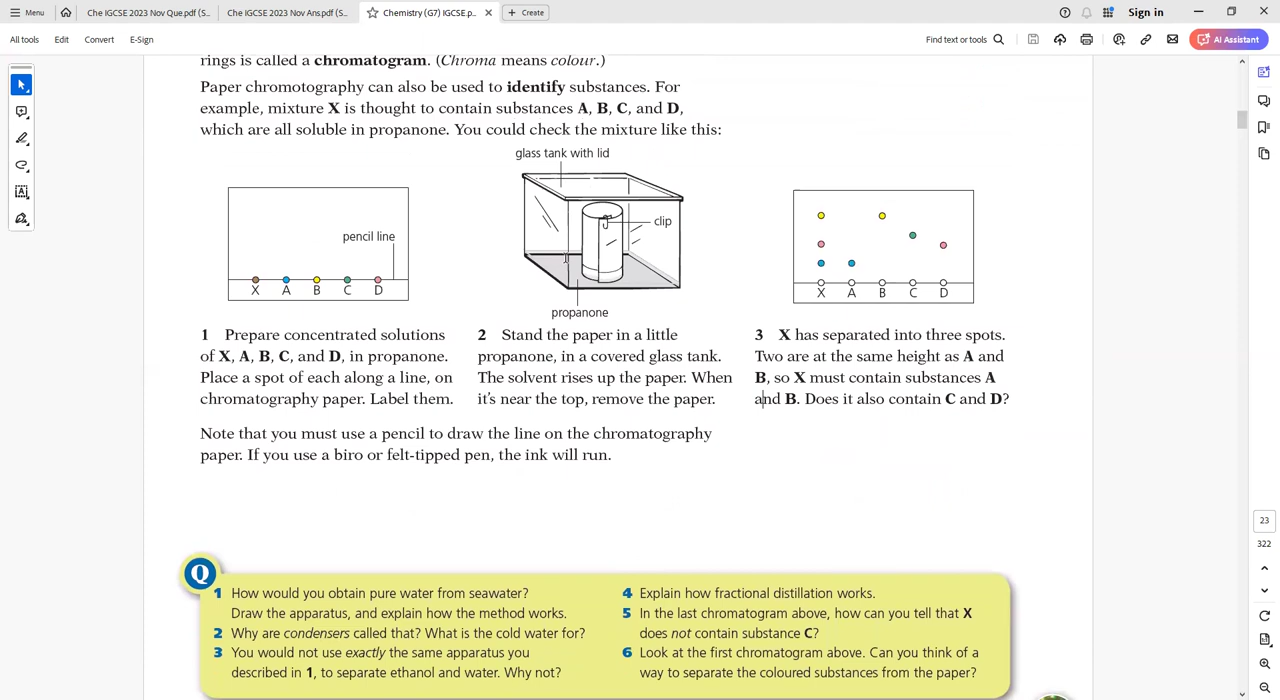 Menu
Che IGCSE 2023 Nov Que.pdf (S...
Che IGCSE 2023 Nov Ans.pdf (S...
Chemistry (G7) IGCSE.p...
Create
Sign in
All tools
Edit
Convert
E-Sign
Find text or tools
AI Assistant
rings is called a chromatogram. (Chroma means colour.)
Paper chromotography can also be used to identify substances. For
example, mixture X is thought to contain substances A, B, C, and D,
which are all soluble in propanone. You could check the mixture like this:
pencil line
X A B C D
glass tank with lid
clip
propanone
X A B C D
1 Prepare concentrated solutions
of X, A, B, C, and D, in propanone.
Place a spot of each along a line, on
chromatography paper. Label them.
2 Stand the paper in a little
propanone, in a covered glass tank.
The solvent rises up the paper. When
it's near the top, remove the paper.
3 X has separated into three spots.
Two are at the same height as A and
B, so X must contain substances A
and B. Does it also contain C and D?
Note that you must use a pencil to draw the line on the chromatography
paper. If you use a biro or felt-tipped pen, the ink will run.
Q
1 How would you obtain pure water from seawater?
Draw the apparatus, and explain how the method works.
2 Why are condensers called that? What is the cold water for?
3 You would not use exactly the same apparatus you
described in 1, to separate ethanol and water. Why not?
4 Explain how fractional distillation works.
5 In the last chromatogram above, how can you tell that X
does not contain substance C?
6 Look at the first chromatogram above. Can you think of a
way to separate the coloured substances from the paper?
23
322